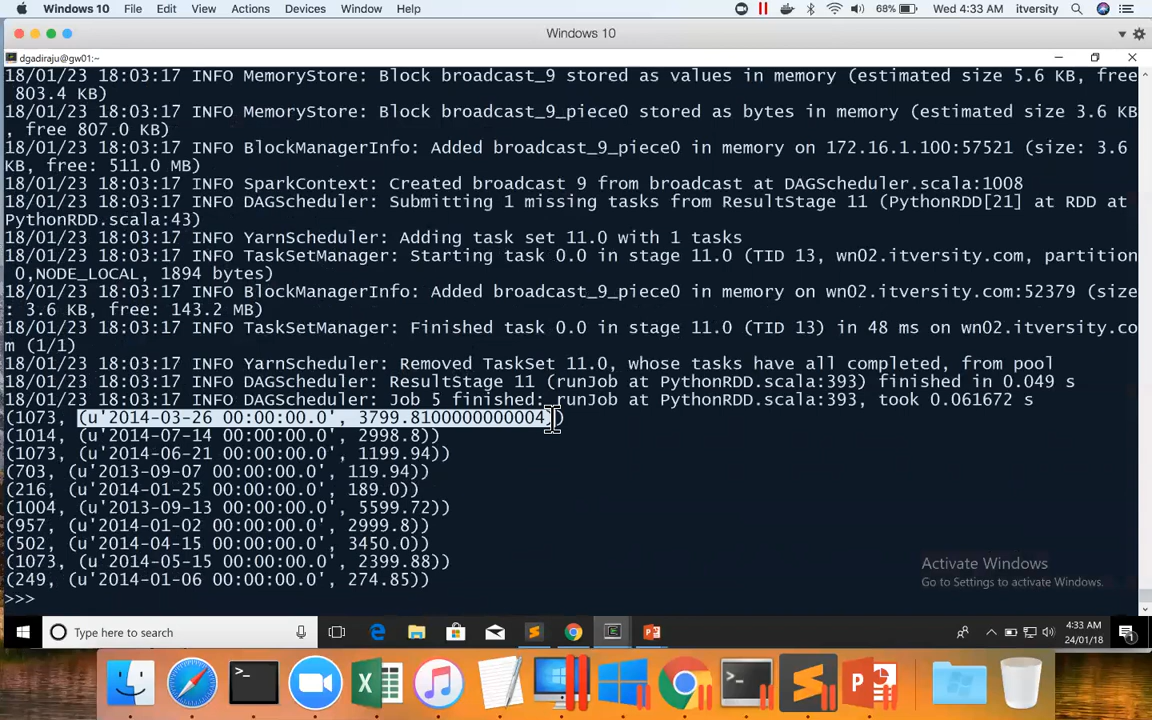 Windows 10 File Edit View Actions Devices Window Help 68% Wed 4:33 AM itversity
Windows 10
dgadiraju@gw01:~
18/01/23 18:03:17 INFO MemoryStore: Block broadcast_9 stored as values in memory (estimated size 5.6 KB, free
803.4 KB)
18/01/23 18:03:17 INFO MemoryStore: Block broadcast_9_piece0 stored as bytes in memory (estimated size 3.6 KB
, free 807.0 KB)
18/01/23 18:03:17 INFO BlockManagerInfo: Added broadcast_9_piece0 in memory on 172.16.1.100:57521 (size: 3.6
KB, free: 511.0 MB)
18/01/23 18:03:17 INFO SparkContext: Created broadcast 9 from broadcast at DAGScheduler.scala:1008
18/01/23 18:03:17 INFO DAGScheduler: Submitting 1 missing tasks from ResultStage 11 (PythonRDD[21] at RDD at
PythonRDD.scala:43)
18/01/23 18:03:17 INFO YarnScheduler: Adding task set 11.0 with 1 tasks
18/01/23 18:03:17 INFO TaskSetManager: Starting task 0.0 in stage 11.0 (TID 13, wn02.itversity.com, partition
0,NODE_LOCAL, 1894 bytes)
18/01/23 18:03:17 INFO BlockManagerInfo: Added broadcast_9_piece0 in memory on wn02.itversity.com:52379 (size
: 3.6 KB, free: 143.2 MB)
18/01/23 18:03:17 INFO TaskSetManager: Finished task 0.0 in stage 11.0 (TID 13) in 48 ms on wn02.itversity.co
m (1/1)
18/01/23 18:03:17 INFO YarnScheduler: Removed TaskSet 11.0, whose tasks have all completed, from pool
18/01/23 18:03:17 INFO DAGScheduler: ResultStage 11 (runJob at PythonRDD.scala:393) finished in 0.049 s
18/01/23 18:03:17 INFO DAGScheduler: Job 5 finished: runJob at PythonRDD.scala:393, took 0.061672 s
(1073, (u'2014-03-26 00:00:00.0', 3799.8100000000004))
(1014, (u'2014-07-14 00:00:00.0', 2998.8))
(1073, (u'2014-06-21 00:00:00.0', 1199.94))
(703, (u'2013-09-07 00:00:00.0', 119.94))
(216, (u'2014-01-25 00:00:00.0', 189.0))
(1004, (u'2013-09-13 00:00:00.0', 5599.72))
(957, (u'2014-01-02 00:00:00.0', 2999.8))
(502, (u'2014-04-15 00:00:00.0', 3450.0))
(1073, (u'2014-05-15 00:00:00.0', 2399.88))
(249, (u'2014-01-06 00:00:00.0', 274.85))
>>>
Activate Windows
Go to Settings to activate Windows.
Type here to search
4:33 AM
24/01/18